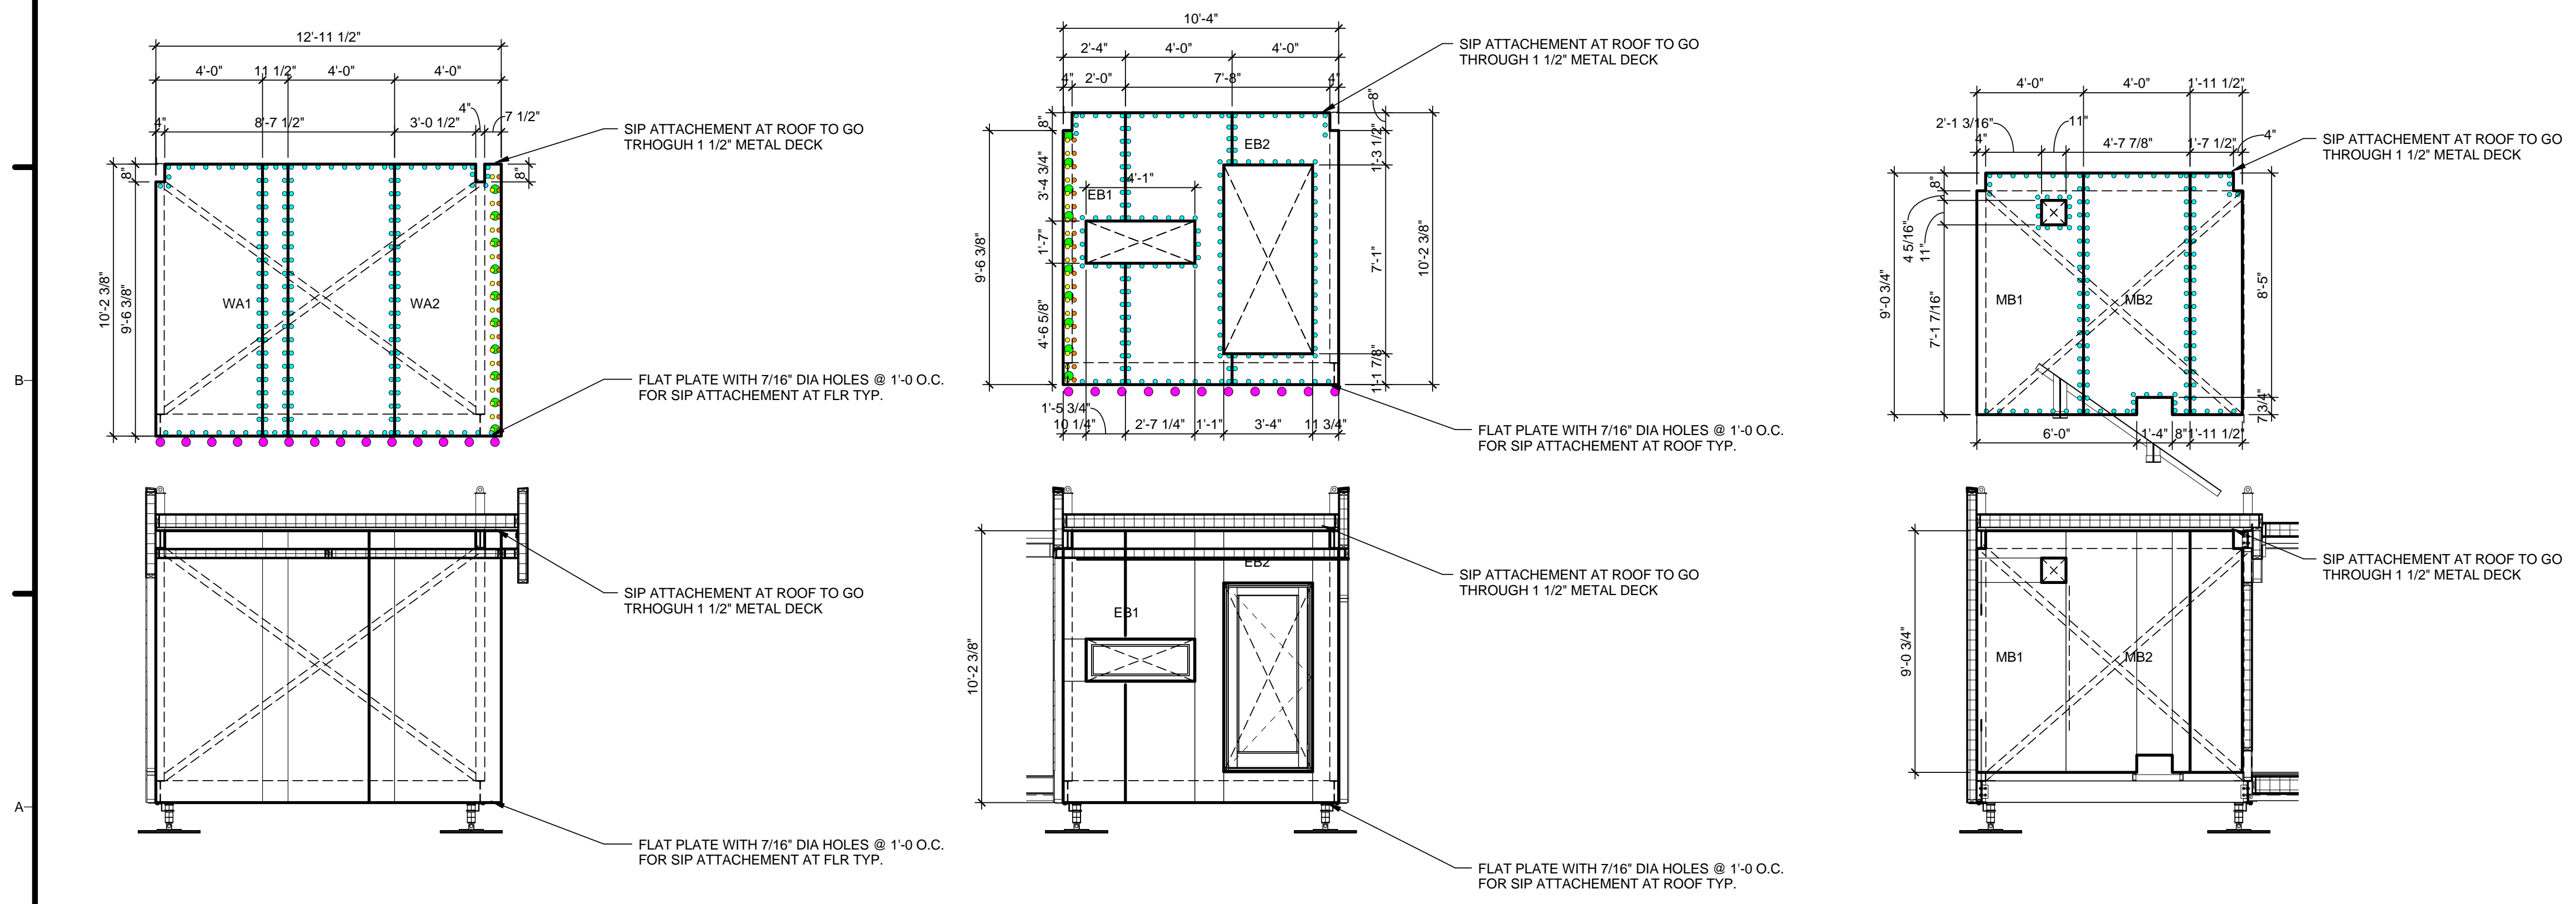 12'-11 1/2"
4'-0"
11 1/2"
4'-0"
4'-0"
4"
8'-7 1/2"
3'-0 1/2"
4"
7 1/2"
SIP ATTACHEMENT AT ROOF TO GO
TRHOGUH 1 1/2" METAL DECK
8"
8"
10'-2 3/8"
9'-6 3/8"
WA1
WA2
FLAT PLATE WITH 7/16" DIA HOLES @ 1'-0 O.C.
FOR SIP ATTACHEMENT AT FLR TYP.
10'-4"
2'-4"
4'-0"
4'-0"
4"
2'-0"
7'-8"
4"
SIP ATTACHEMENT AT ROOF TO GO
THROUGH 1 1/2" METAL DECK
8"
8"
1'-3 1/2"
EB2
3'-4 3/4"
4'-1"
EB1
9'-6 3/8"
1'-7"
7'-1"
10'-2 3/8"
4'-6 5/8"
1'-1 7/8"
1'-5 3/4"
10 1/4"
2'-7 1/4"
1'-1"
3'-4"
11 3/4"
FLAT PLATE WITH 7/16" DIA HOLES @ 1'-0 O.C.
FOR SIP ATTACHEMENT AT ROOF TYP.
4'-0"
4'-0"
1'-11 1/2"
2'-1 3/16"
11"
4"
4'-7 7/8"
1'-7 1/2"
4"
SIP ATTACHEMENT AT ROOF TO GO
THROUGH 1 1/2" METAL DECK
8"
4 5/16"
11"
9'-0 3/4"
7'-1 7/16"
8'-5"
MB1
MB2
7 3/4"
6'-0"
1'-4"
8"
1'-11 1/2"
B
SIP ATTACHEMENT AT ROOF TO GO
TRHOGUH 1 1/2" METAL DECK
FLAT PLATE WITH 7/16" DIA HOLES @ 1'-0 O.C.
FOR SIP ATTACHEMENT AT FLR TYP.
EB2
SIP ATTACHEMENT AT ROOF TO GO
THROUGH 1 1/2" METAL DECK
EB1
10'-2 3/8"
FLAT PLATE WITH 7/16" DIA HOLES @ 1'-0 O.C.
FOR SIP ATTACHEMENT AT ROOF TYP.
SIP ATTACHEMENT AT ROOF TO GO
THROUGH 1 1/2" METAL DECK
9'-0 3/4"
MB1
MB2
A